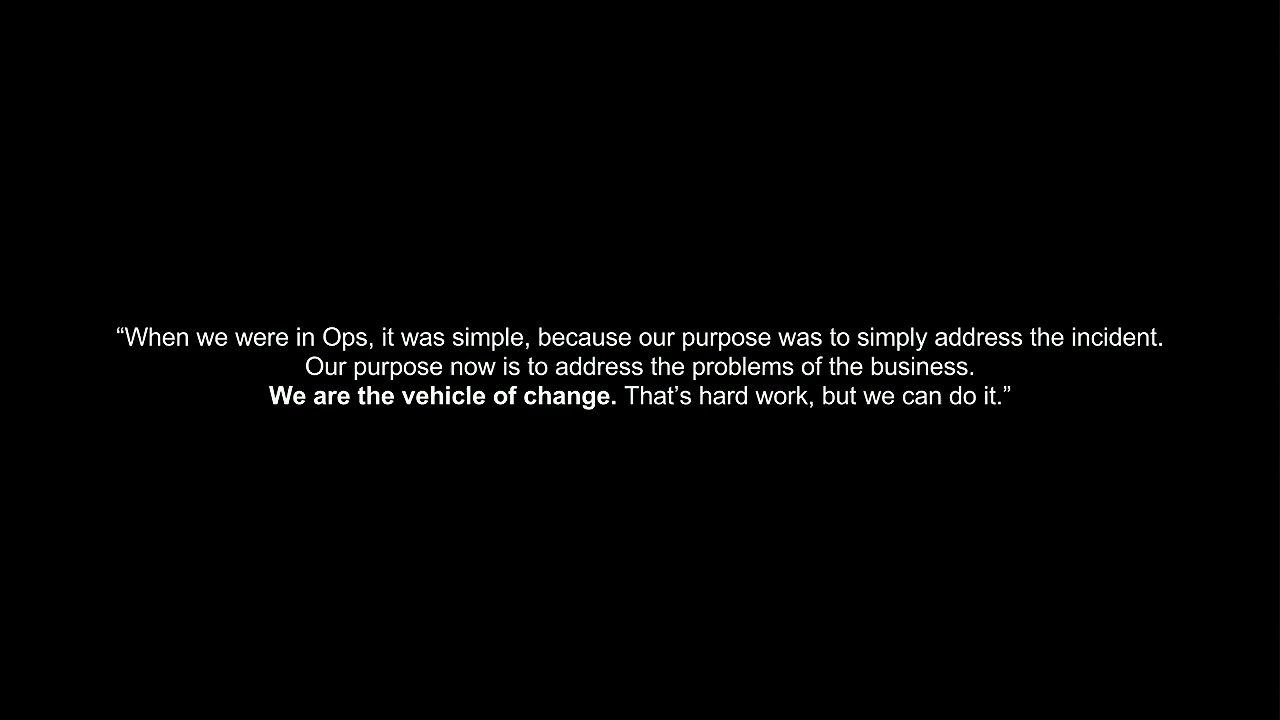 “When we were in Ops, it was simple, because our purpose was to simply address the incident.
Our purpose now is to address the problems of the business.
We are the vehicle of change. That’s hard work, but we can do it.”